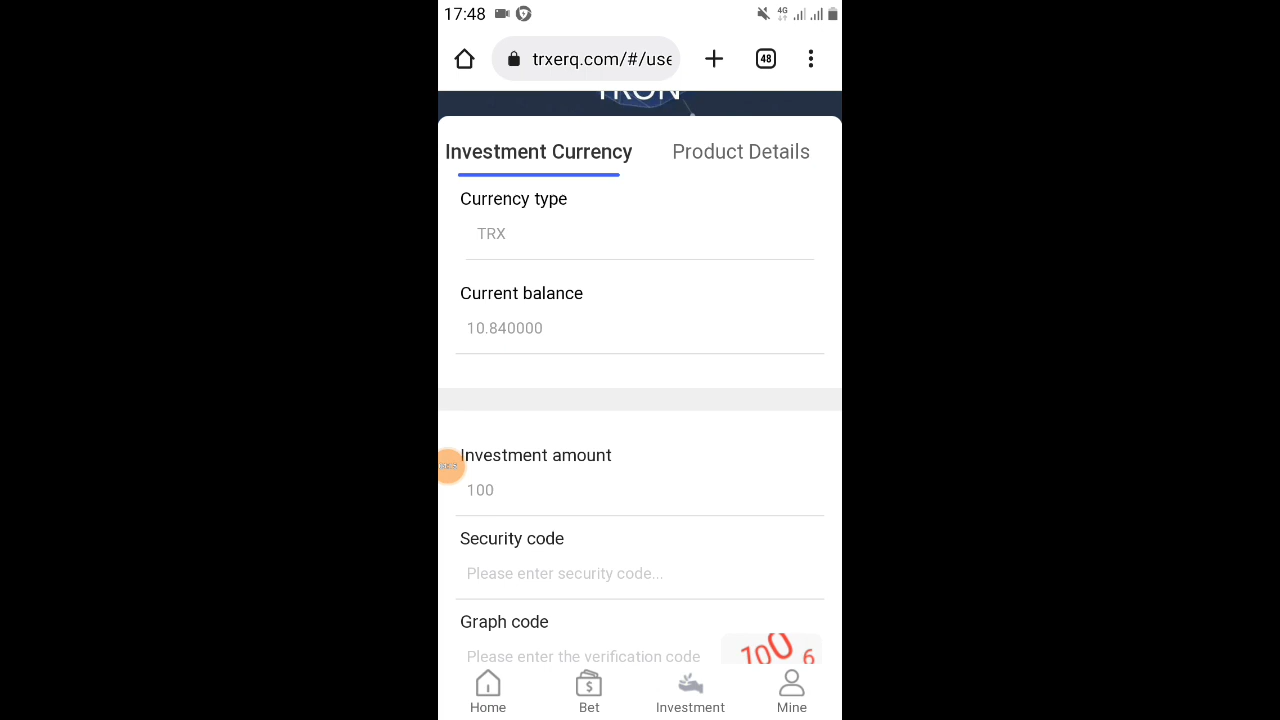 17:48
4G
trxerq.com/#/use
48
TRON
Investment Currency
Product Details
Currency type
TRX
Current balance
10.840000
Investment amount
100
Security code
Please enter security code...
Graph code
Please enter the verification code
100 6
Home
Bet
Investment
Mine